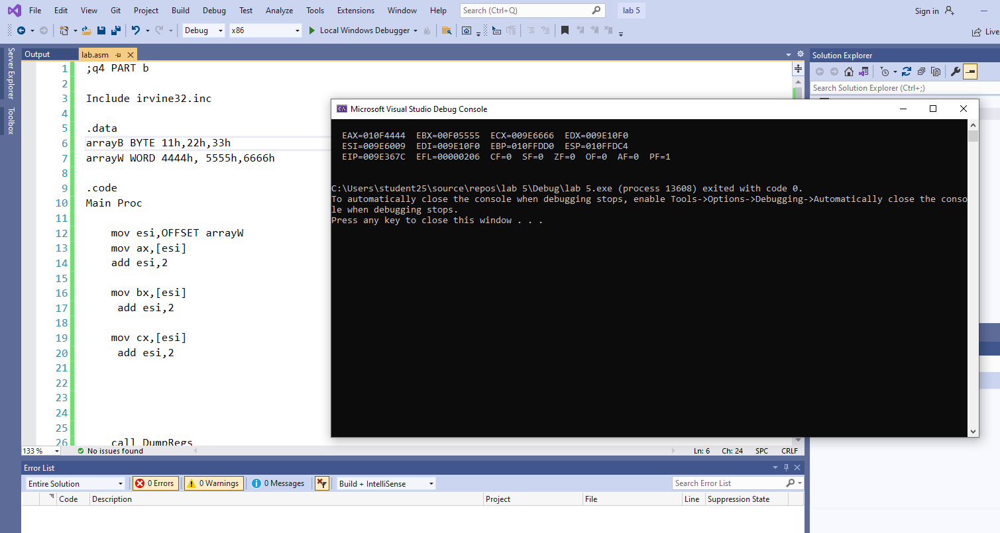 File Edit View Git Project Build Debug Test Analyze Tools Extensions Window Help Search (Ctrl+Q) lab 5 Sign in
Debug x86 Local Windows Debugger Live
Server Explorer
Toolbox
Output lab.asm
1 ;q4 PART b
2
3 Include irvine32.inc
4
5 .data
6 arrayB BYTE 11h,22h,33h
7 arrayW WORD 4444h, 5555h,6666h
8
9 .code
10 Main Proc
11
12 mov esi,OFFSET arrayW
13 mov ax,[esi]
14 add esi,2
15
16 mov bx,[esi]
17 add esi,2
18
19 mov cx,[esi]
20 add esi,2
21
22
23
24
25
26 call DumpRegs
133 % No issues found Ln: 6 Ch: 24 SPC CRLF
Solution Explorer
Search Solution Explorer (Ctrl+;)
Microsoft Visual Studio Debug Console
EAX=010F4444 EBX=00F05555 ECX=009E6666 EDX=009E10F0
ESI=009E6009 EDI=009E10F0 EBP=010FFDD0 ESP=010FFDC4
EIP=009E367C EFL=00000206 CF=0 SF=0 ZF=0 OF=0 AF=0 PF=1
C:\Users\student25\source\repos\lab 5\Debug\lab 5.exe (process 13608) exited with code 0.
To automatically close the console when debugging stops, enable Tools->Options->Debugging->Automatically close the conso
le when debugging stops.
Press any key to close this window . . .
Error List
Entire Solution 0 Errors 0 Warnings 0 Messages Build + IntelliSense Search Error List
Code Description Project File Line Suppression State